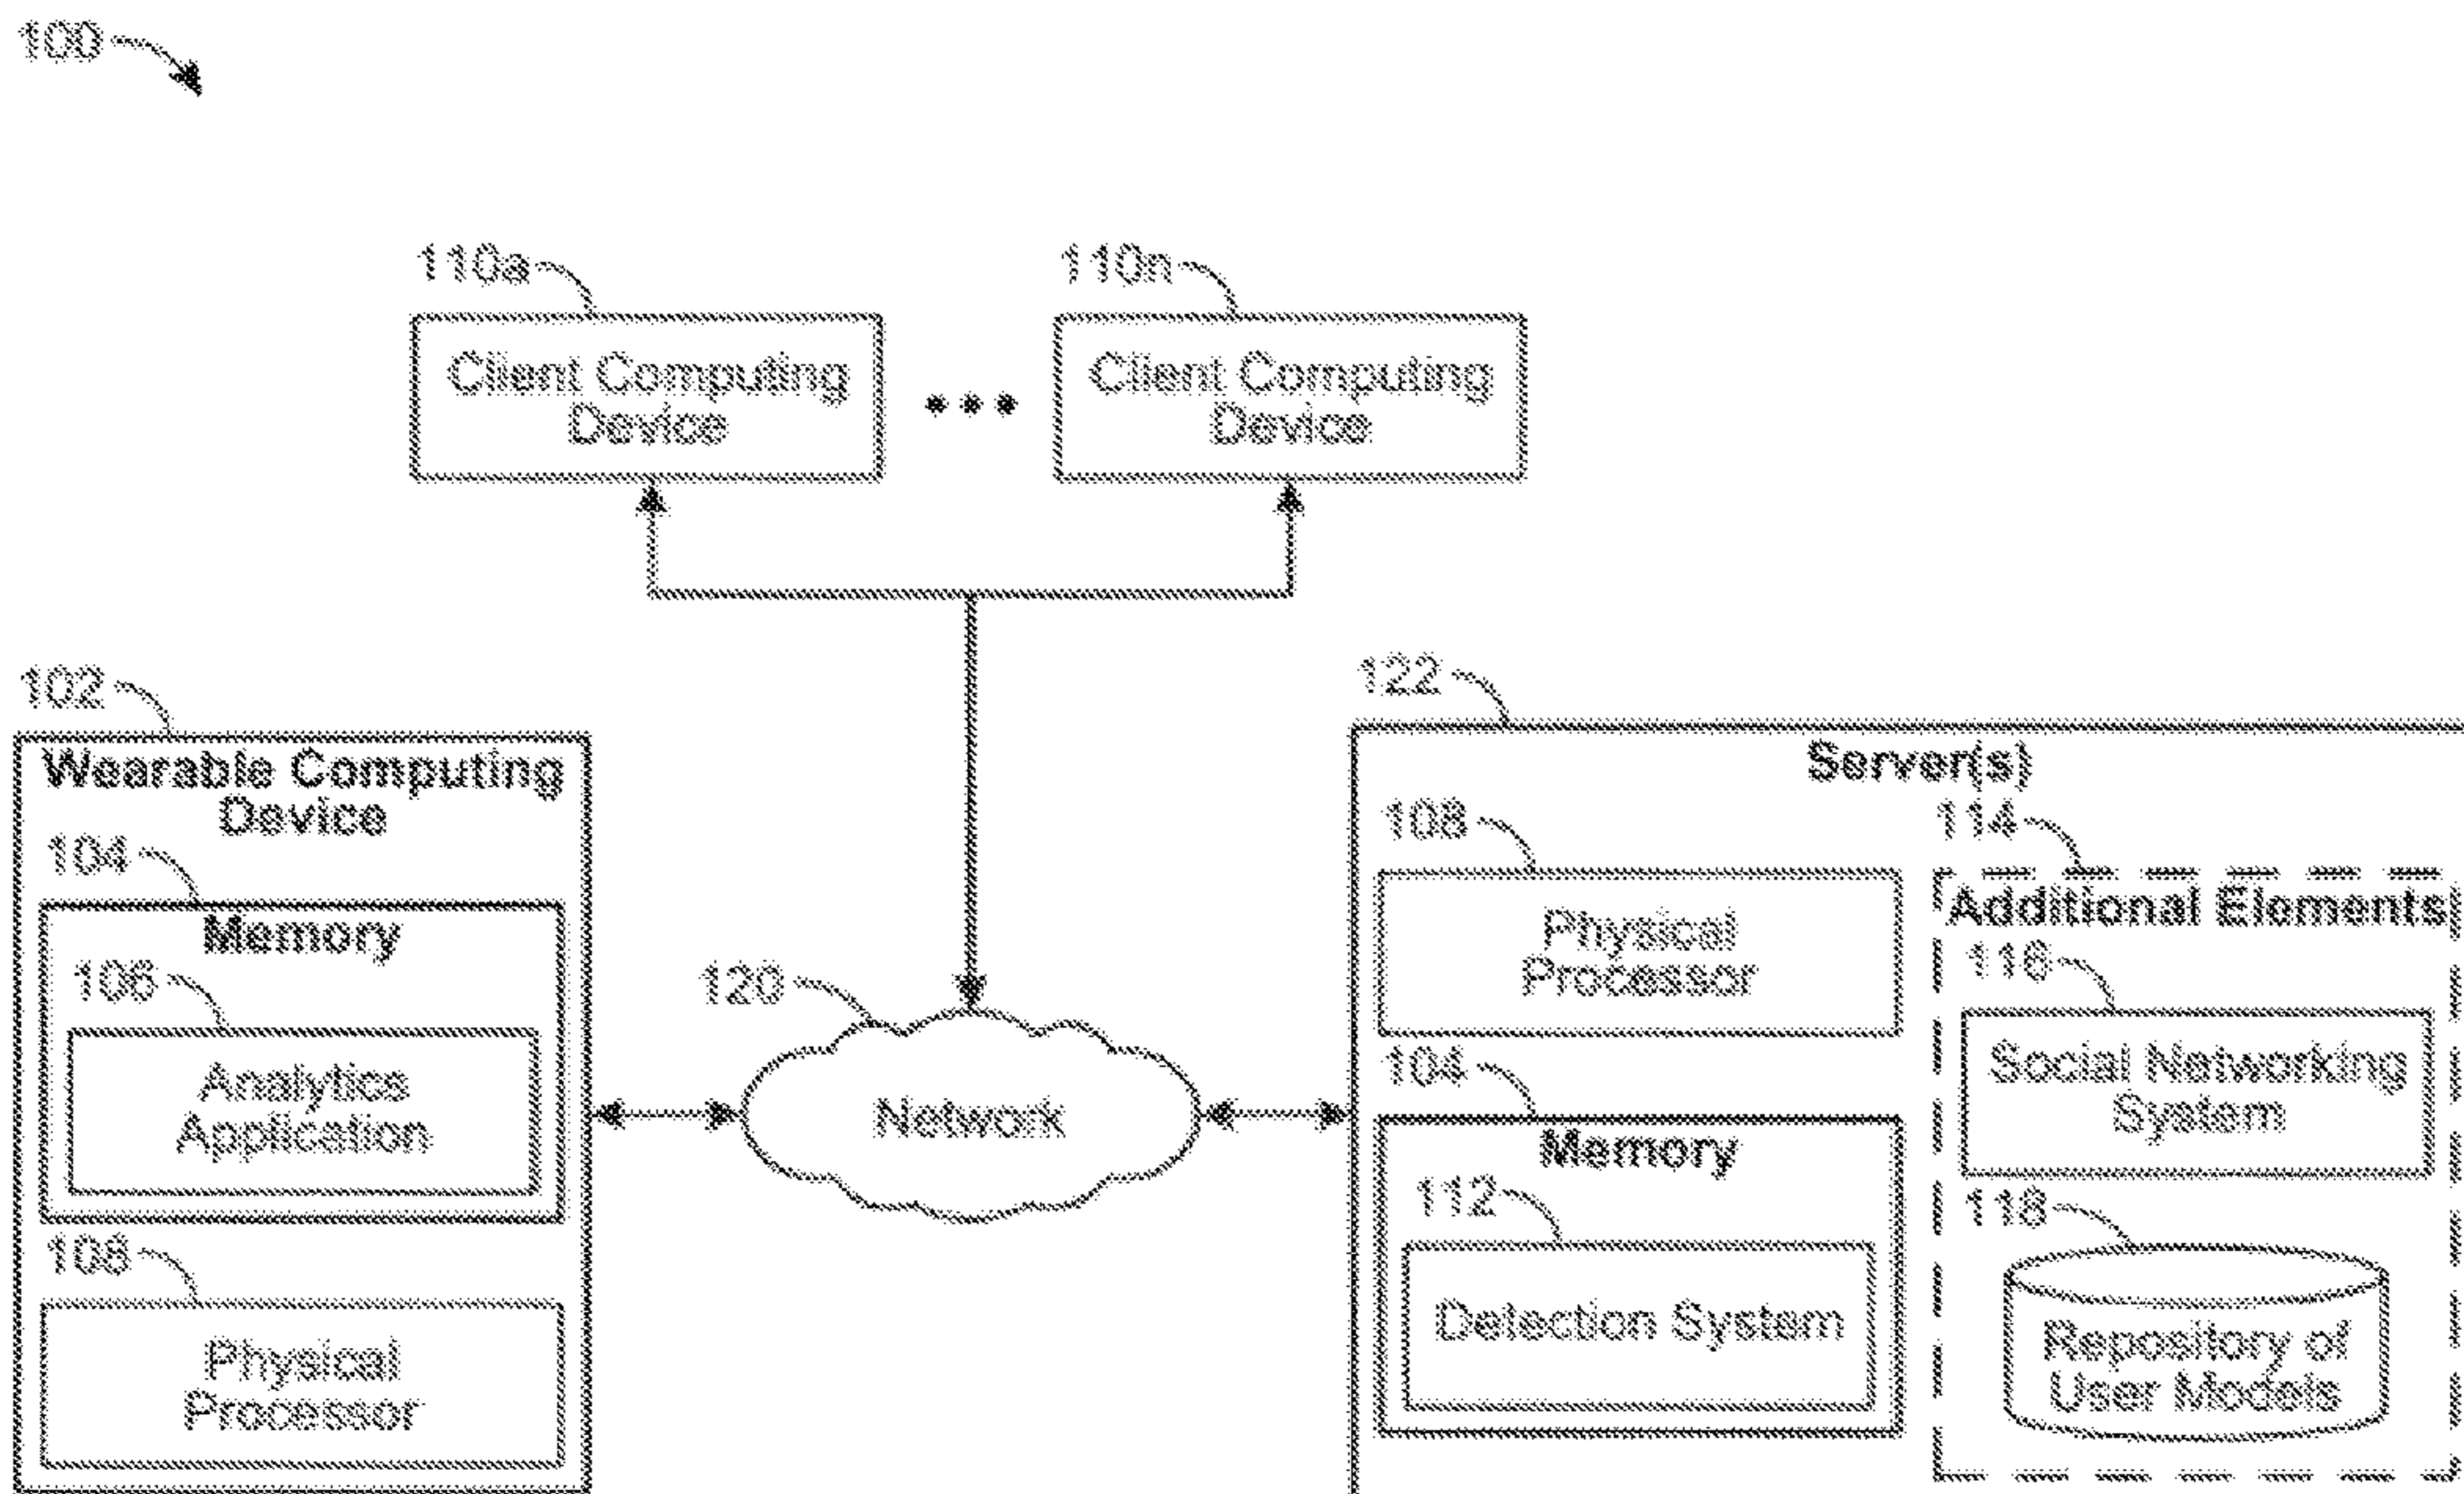 100
110a
110n
Client Computing
Device
Client Computing
Device
102
Wearable Computing
Device
104
Memory
106
Analytics
Application
108
Physical
Processor
120
Network
122
Server(s)
108
Physical
Processor
104
Memory
112
Detection System
114
Additional Elements
116
Social Networking
System
118
Repository of
User Models